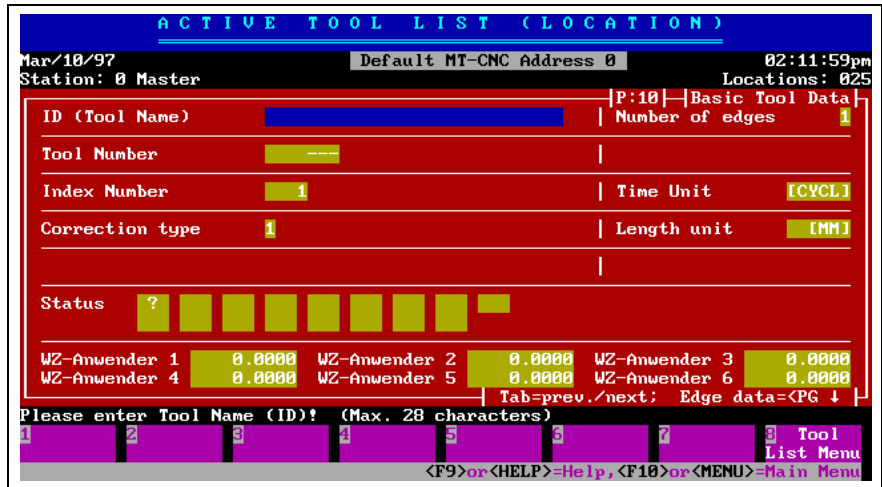 ACTIVE TOOL LIST (LOCATION)
Mar/10/97 Default MT-CNC Address 0 02:11:59pm
Station: 0 Master Locations: 025
P:10 Basic Tool Data
ID (Tool Name) Number of edges 1
Tool Number ---
Index Number 1 Time Unit [CYCL]
Correction type 1 Length unit [MM]
Status ?
WZ-Anwender 1 0.0000 WZ-Anwender 2 0.0000 WZ-Anwender 3 0.0000
WZ-Anwender 4 0.0000 WZ-Anwender 5 0.0000 WZ-Anwender 6 0.0000
Tab=prev./next; Edge data=<PG ↓
Please enter Tool Name (ID)! (Max. 28 characters)
1 2 3 4 5 6 7 8 Tool
List Menu
<F9>or<HELP>=Help,<F10>or<MENU>=Main Menu